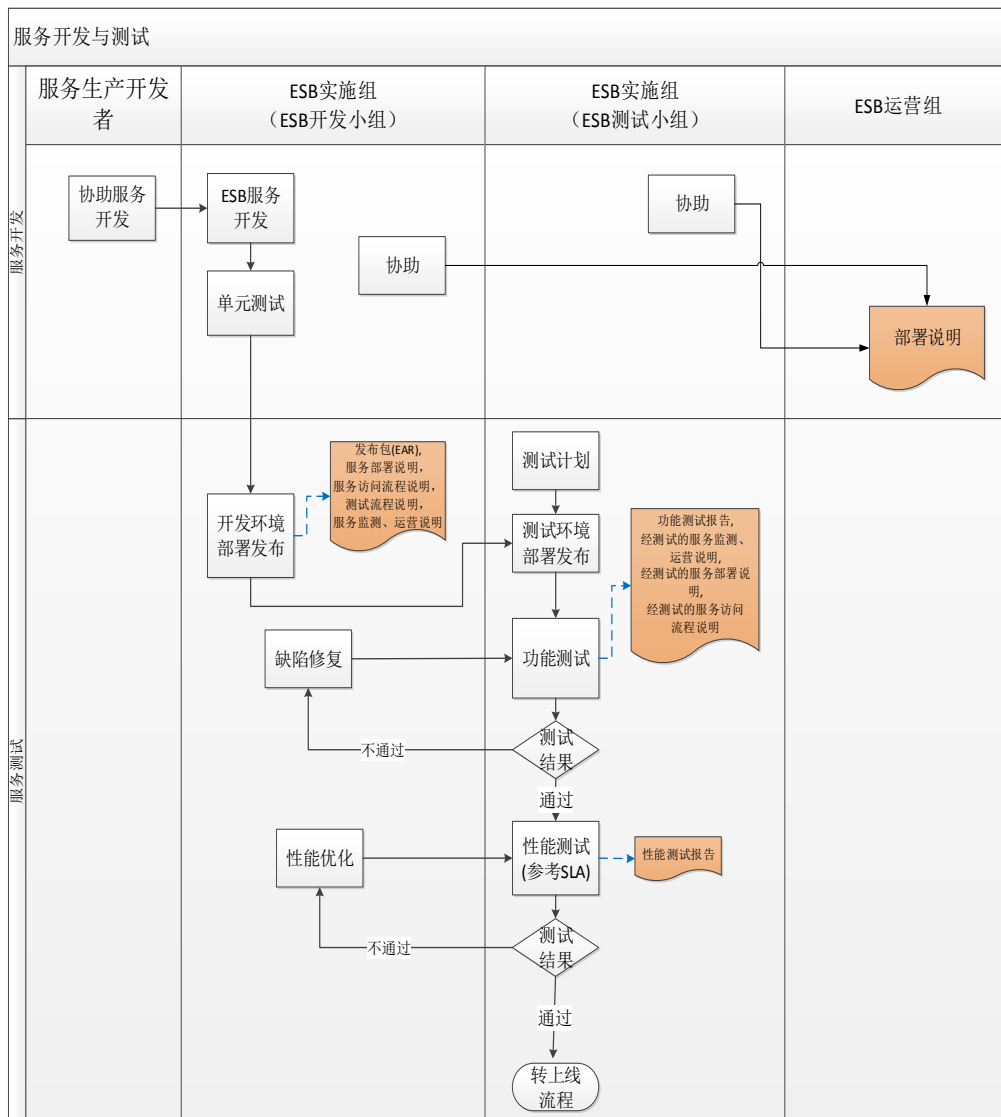 服务开发与测试
服务生产开发
者
ESB实施组
（ESB开发小组）
ESB实施组
（ESB测试小组）
ESB运营组
服务开发
协助服务
开发
ESB服务
开发
协助
协助
单元测试
部署说明
服务测试
发布包(EAR),
服务部署说明，
服务访问流程说明，
测试流程说明，
服务监测、运营说明
测试计划
开发环境
部署发布
测试环境
部署发布
功能测试报告,
经测试的服务监测、
运营说明,
经测试的服务部署说
明,
经测试的服务访问
流程说明
缺陷修复
功能测试
测试
结果
不通过
通过
性能优化
性能测试
(参考SLA)
性能测试报告
测试
结果
不通过
通过
转上线
流程